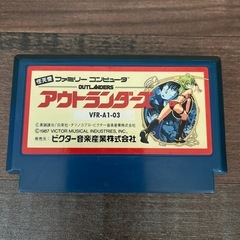 ファミリー コンピュータ
OUTLANDERS
アウトランダーズ
VFR-A1-03
©1987 VICTOR MUSICAL INDUSTRIES, INC.
ビクター音楽産業株式会社